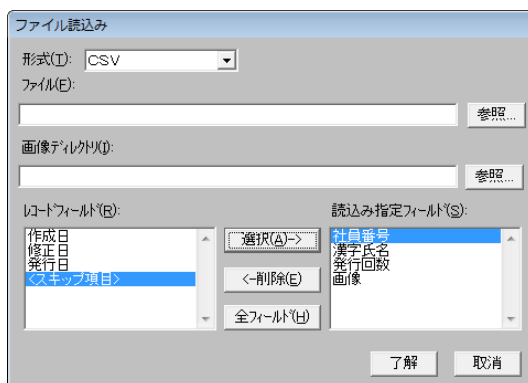 ファイル読込み
形式(T): CSV
ファイル(F):
参照...
画像ディレクトリ(I):
参照...
レコードフィールド(R):
作成日
修正日
発行日
<スキップ項目>
選択(A)->
<-削除(E)
全フィールド(H)
読込み指定フィールド(S):
社員番号
漢字氏名
発行回数
画像
了解
取消